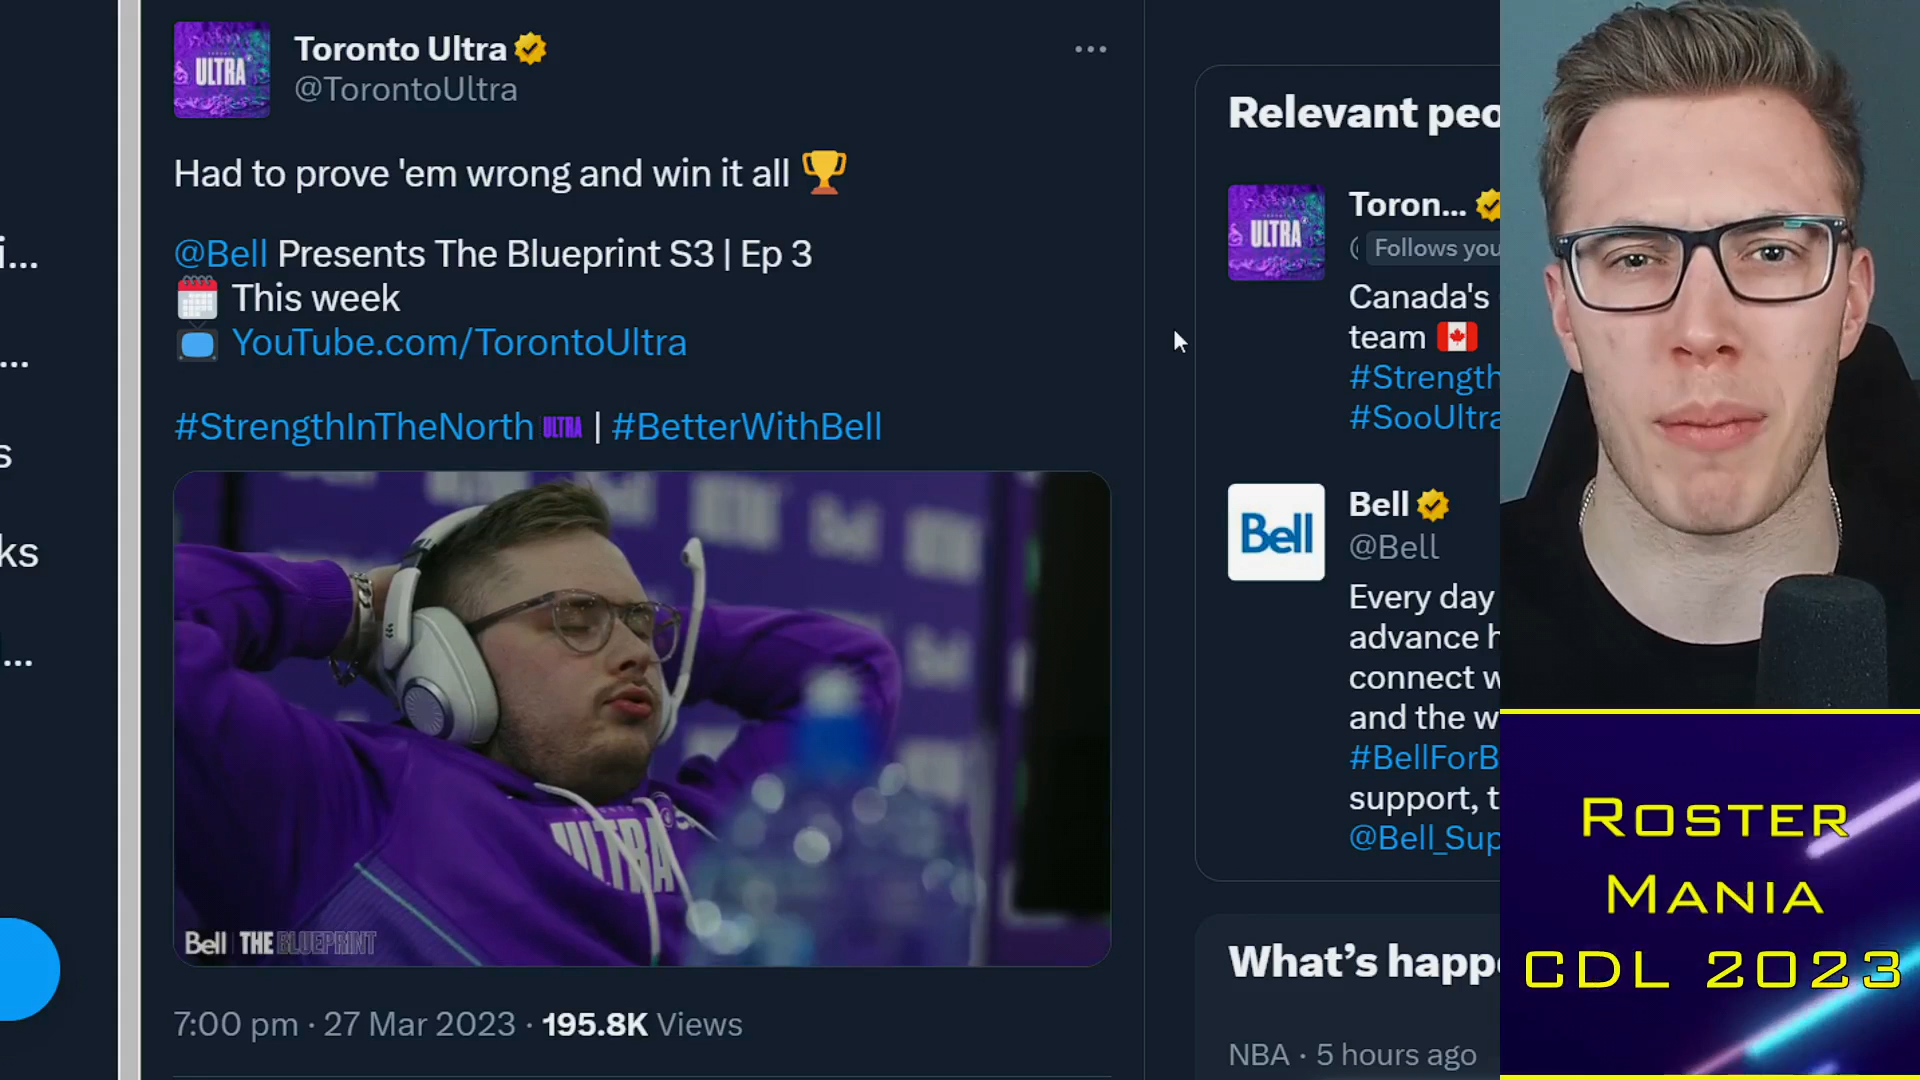 Toronto Ultra
@TorontoUltra
ULTRA
Had to prove 'em wrong and win it all
@Bell Presents The Blueprint S3 | Ep 3
This week
YouTube.com/TorontoUltra
#StrengthInTheNorth ULTRA | #BetterWithBell
ULTRA
Bell | THE BLUEPRINT
7:00 pm · 27 Mar 2023 · 195.8K Views
i...
...
s
ks
...
Relevant peo
ULTRA
Toron...
Follows you
Canada's
team
#Strength
#SooUltra
Bell
Bell
@Bell
Every day
advance h
connect w
and the w
#BellForB
support, t
@Bell_Sup
What's happe
NBA · 5 hours ago
ROSTER
MANIA
CDL 2023